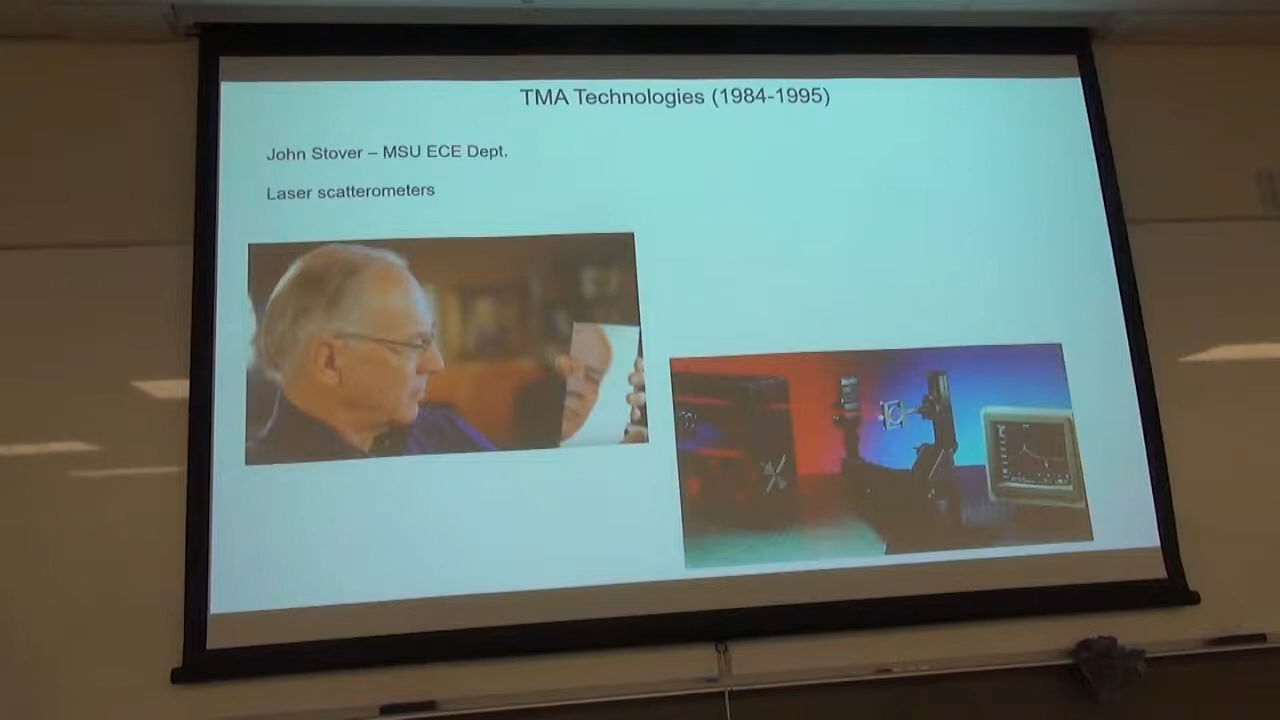 TMA Technologies (1984-1995)
John Stover – MSU ECE Dept.
Laser scatterometers